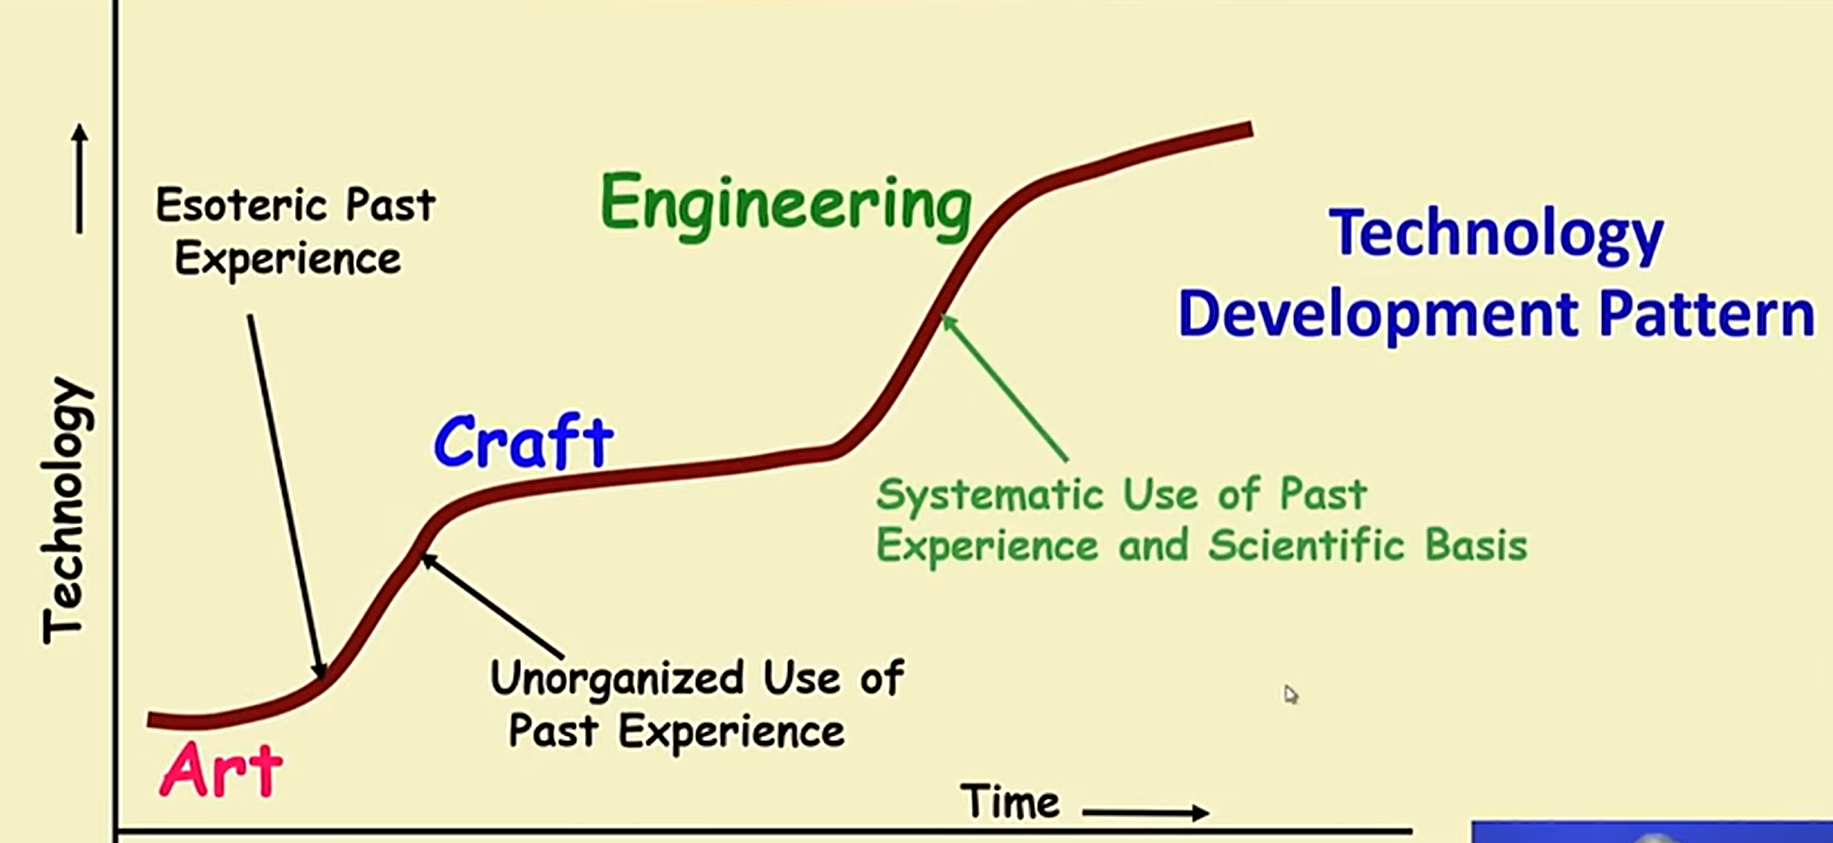 Esoteric Past
Experience
Engineering
Technology
Development Pattern
Technology
Craft
Systematic Use of Past
Experience and Scientific Basis
Unorganized Use of
Past Experience
Art
Time